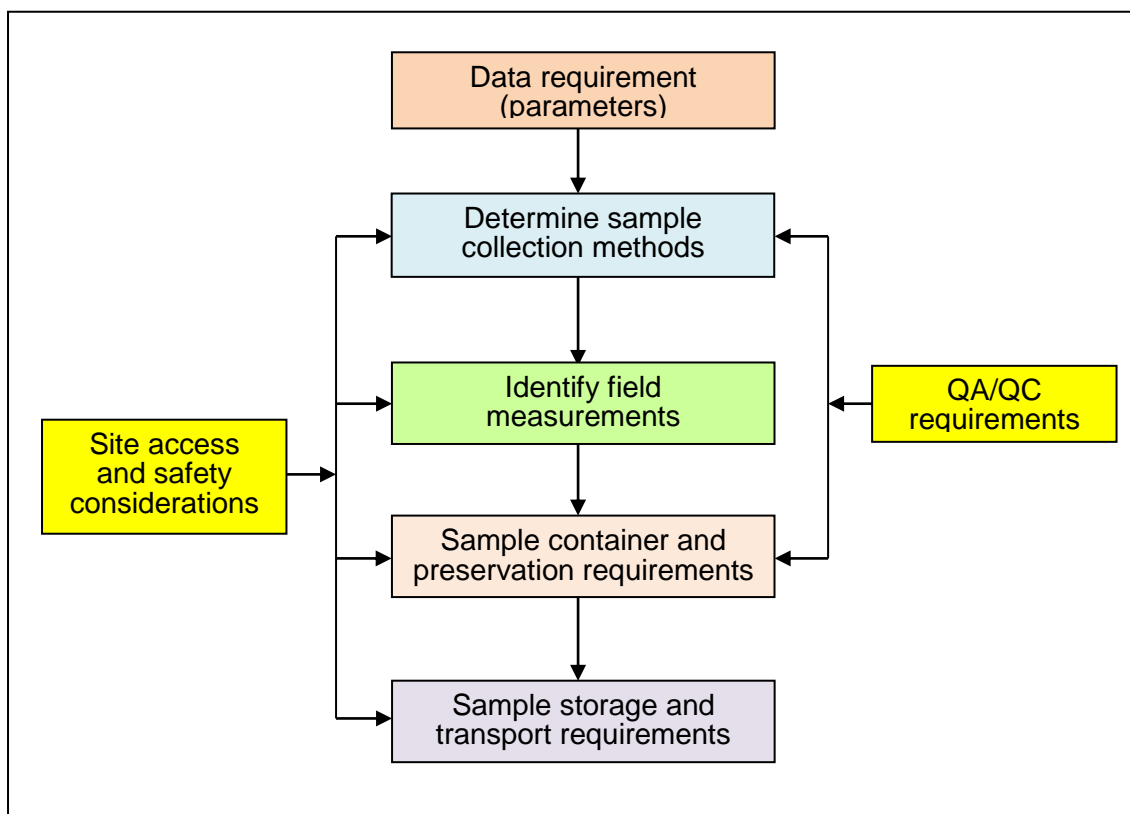 Data requirement
(parameters)
Determine sample
collection methods
Identify field
measurements
QA/QC
requirements
Site access
and safety
considerations
Sample container and
preservation requirements
Sample storage and
transport requirements